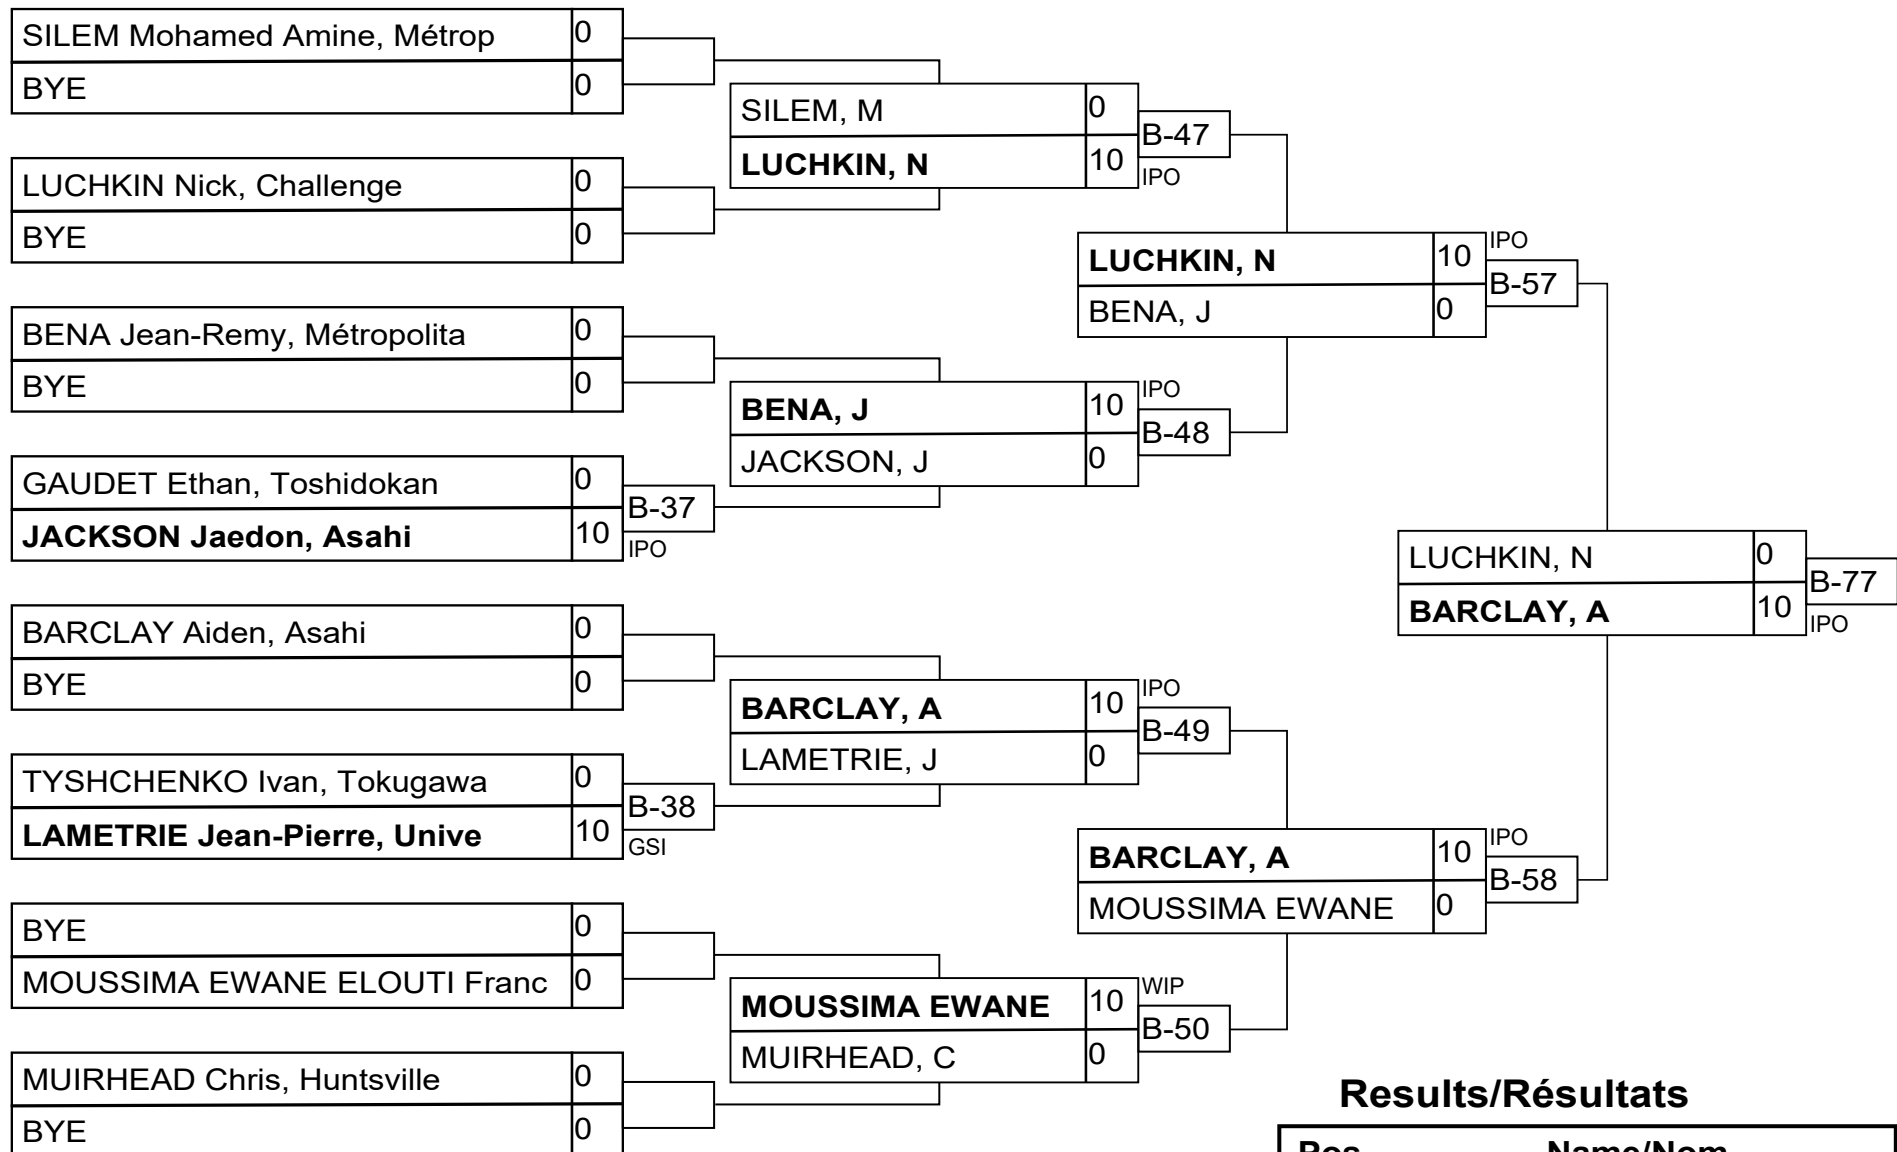 SILEM Mohamed Amine, Métrop 0
BYE 0
LUCHKIN Nick, Challenge 0
BYE 0
BENA Jean-Remy, Métropolita 0
BYE 0
GAUDET Ethan, Toshidokan 0
JACKSON Jaedon, Asahi 10
B-37
IPO
BARCLAY Aiden, Asahi 0
BYE 0
TYSHCHENKO Ivan, Tokugawa 0
LAMETRIE Jean-Pierre, Unive 10
B-38
GSI
BYE 0
MOUSSIMA EWANE ELOUTI Franc 0
MUIRHEAD Chris, Huntsville 0
BYE 0
SILEM, M 0
LUCHKIN, N 10
B-47
IPO
BENA, J 10
JACKSON, J 0
IPO
B-48
BARCLAY, A 10
LAMETRIE, J 0
IPO
B-49
MOUSSIMA EWANE 10
MUIRHEAD, C 0
WIP
B-50
LUCHKIN, N 10
BENA, J 0
IPO
B-57
BARCLAY, A 10
MOUSSIMA EWANE 0
IPO
B-58
LUCHKIN, N 0
BARCLAY, A 10
B-77
IPO
Results/Résultats
Pos Name/Nom